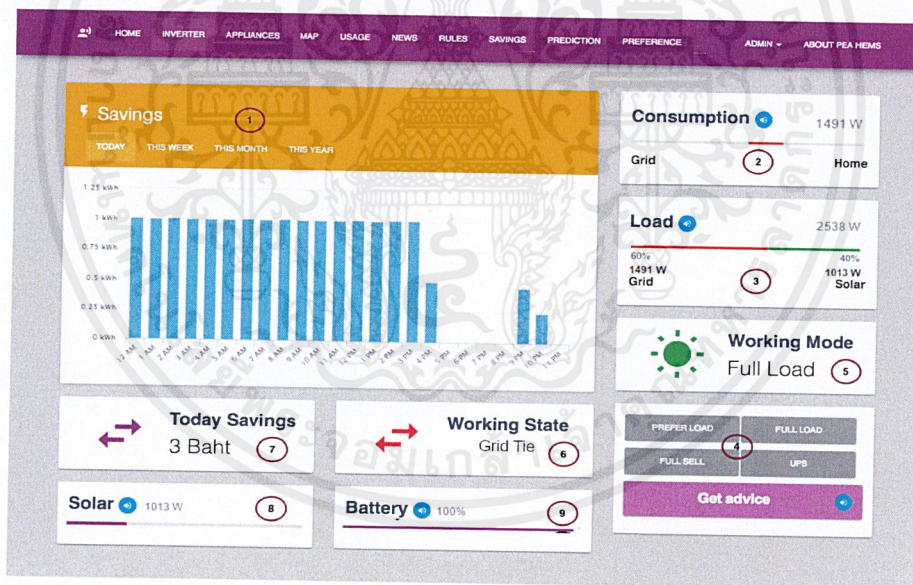 HOME INVERTER APPLIANCES MAP USAGE NEWS RULES SAVINGS PREDICTION PREFERENCE ADMIN ABOUT PEA HEMS
Savings
1
TODAY THIS WEEK THIS MONTH THIS YEAR
1.25 kWh
1 kWh
0.75 kWh
0.5 kWh
0.25 kWh
0 kWh
12 AM 1 AM 2 AM 3 AM 4 AM 5 AM 6 AM 7 AM 8 AM 9 AM 10 AM 11 AM 12 PM 1 PM 2 PM 3 PM 4 PM 5 PM 6 PM 7 PM 8 PM 9 PM 10 PM 11 PM
Consumption 1491 W
Grid 2 Home
Load 2538 W
60% 40%
1491 W 1013 W
Grid 3 Solar
Working Mode
Full Load 5
Today Savings
3 Baht 7
Working State
Grid Tie 6
PREFER LOAD FULL LOAD
4
FULL SELL UPS
Get advice
Solar 1013 W 8
Battery 100% 9